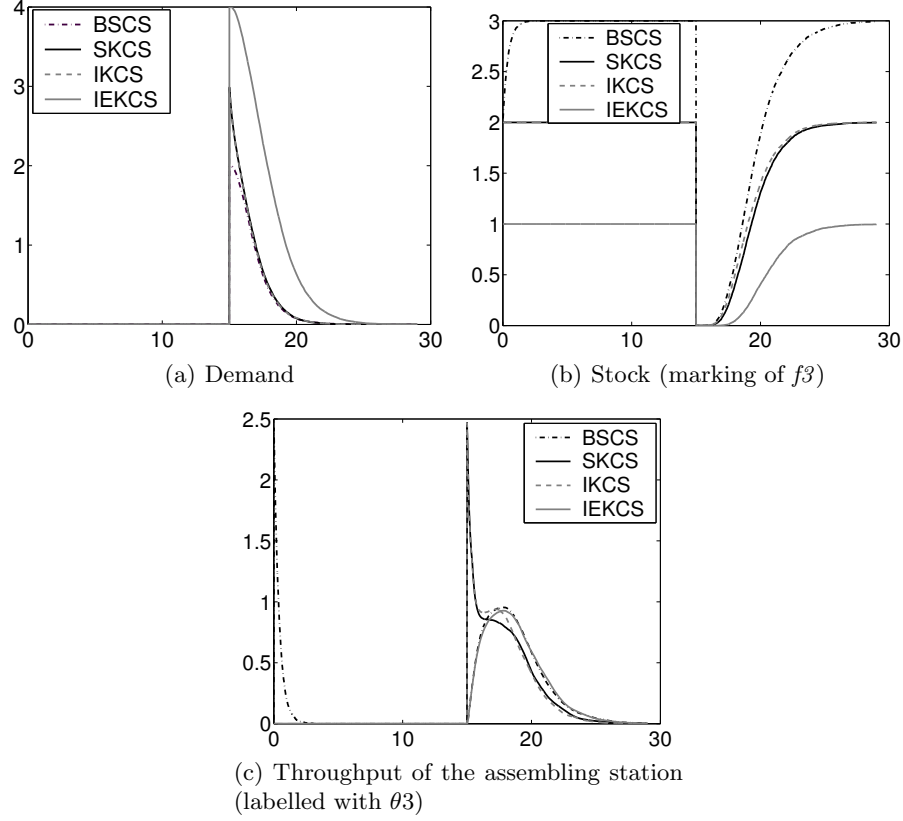 4
3
2
1
0
0 10 20 30
BSCS
SKCS
IKCS
IEKCS
(a) Demand
3
2.5
2
1.5
1
0.5
0
0 10 20 30
BSCS
SKCS
IKCS
IEKCS
(b) Stock (marking of f3)
2.5
2
1.5
1
0.5
0
0 10 20 30
BSCS
SKCS
IKCS
IEKCS
(c) Throughput of the assembling station
(labelled with θ3)